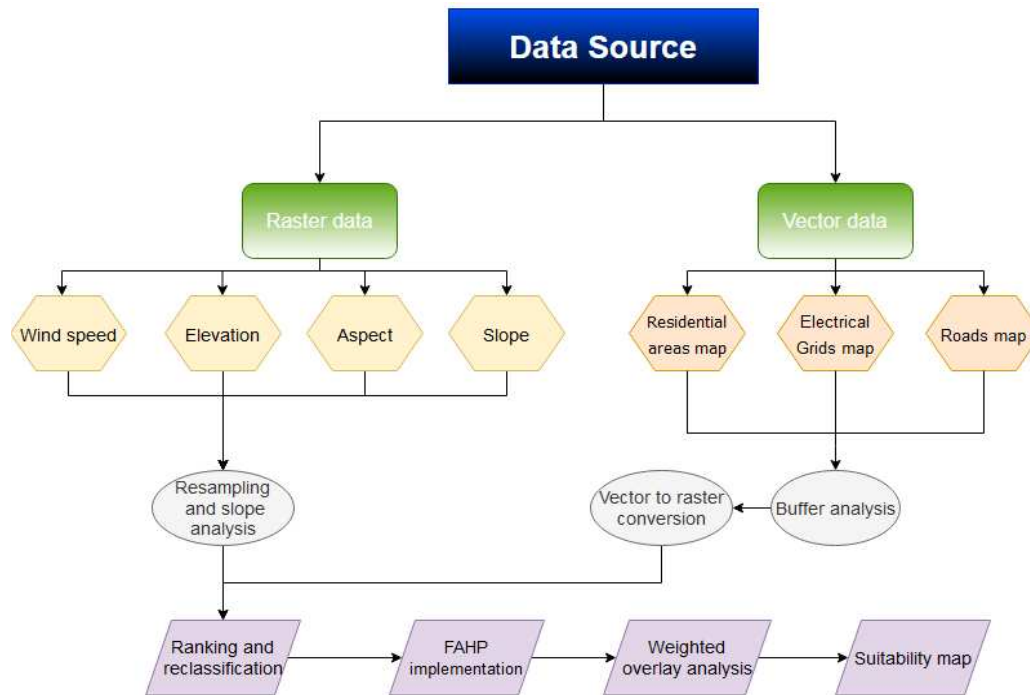 Data Source
Raster data
Vector data
Wind speed
Elevation
Aspect
Slope
Residential
areas map
Electrical
Grids map
Roads map
Resampling
and slope
analysis
Vector to raster
conversion
Buffer analysis
Ranking and
reclassification
FAHP
implementation
Weighted
overlay analysis
Suitability map